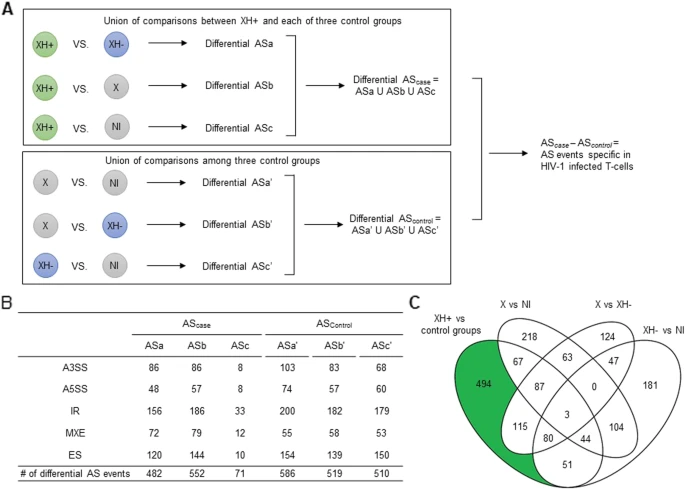 A
Union of comparisons between XH+ and each of three control groups
XH+ VS. XH- Differential ASa
XH+ VS. X Differential ASb
XH+ VS. NI Differential ASc
Differential AScase =
ASa U ASb U ASc
Union of comparisons among three control groups
X VS. NI Differential ASa'
X VS. XH- Differential ASb'
XH- VS. NI Differential ASc'
Differential AScontrol =
ASa' U ASb' U ASc'
AScase – AScontrol =
AS events specific in
HIV-1 infected T-cells
B
AScase ASControl
ASa ASb ASc ASa' ASb' ASc'
A3SS 86 86 8 103 83 68
A5SS 48 57 8 74 57 60
IR 156 186 33 200 182 179
MXE 72 79 12 55 58 53
ES 120 144 10 154 139 150
# of differential AS events 482 552 71 586 519 510
C
X vs NI X vs XH-
XH+ vs
control groups
XH- vs NI
218 124
67 63 47
494 87 0 181
3
115 104
80 44
51